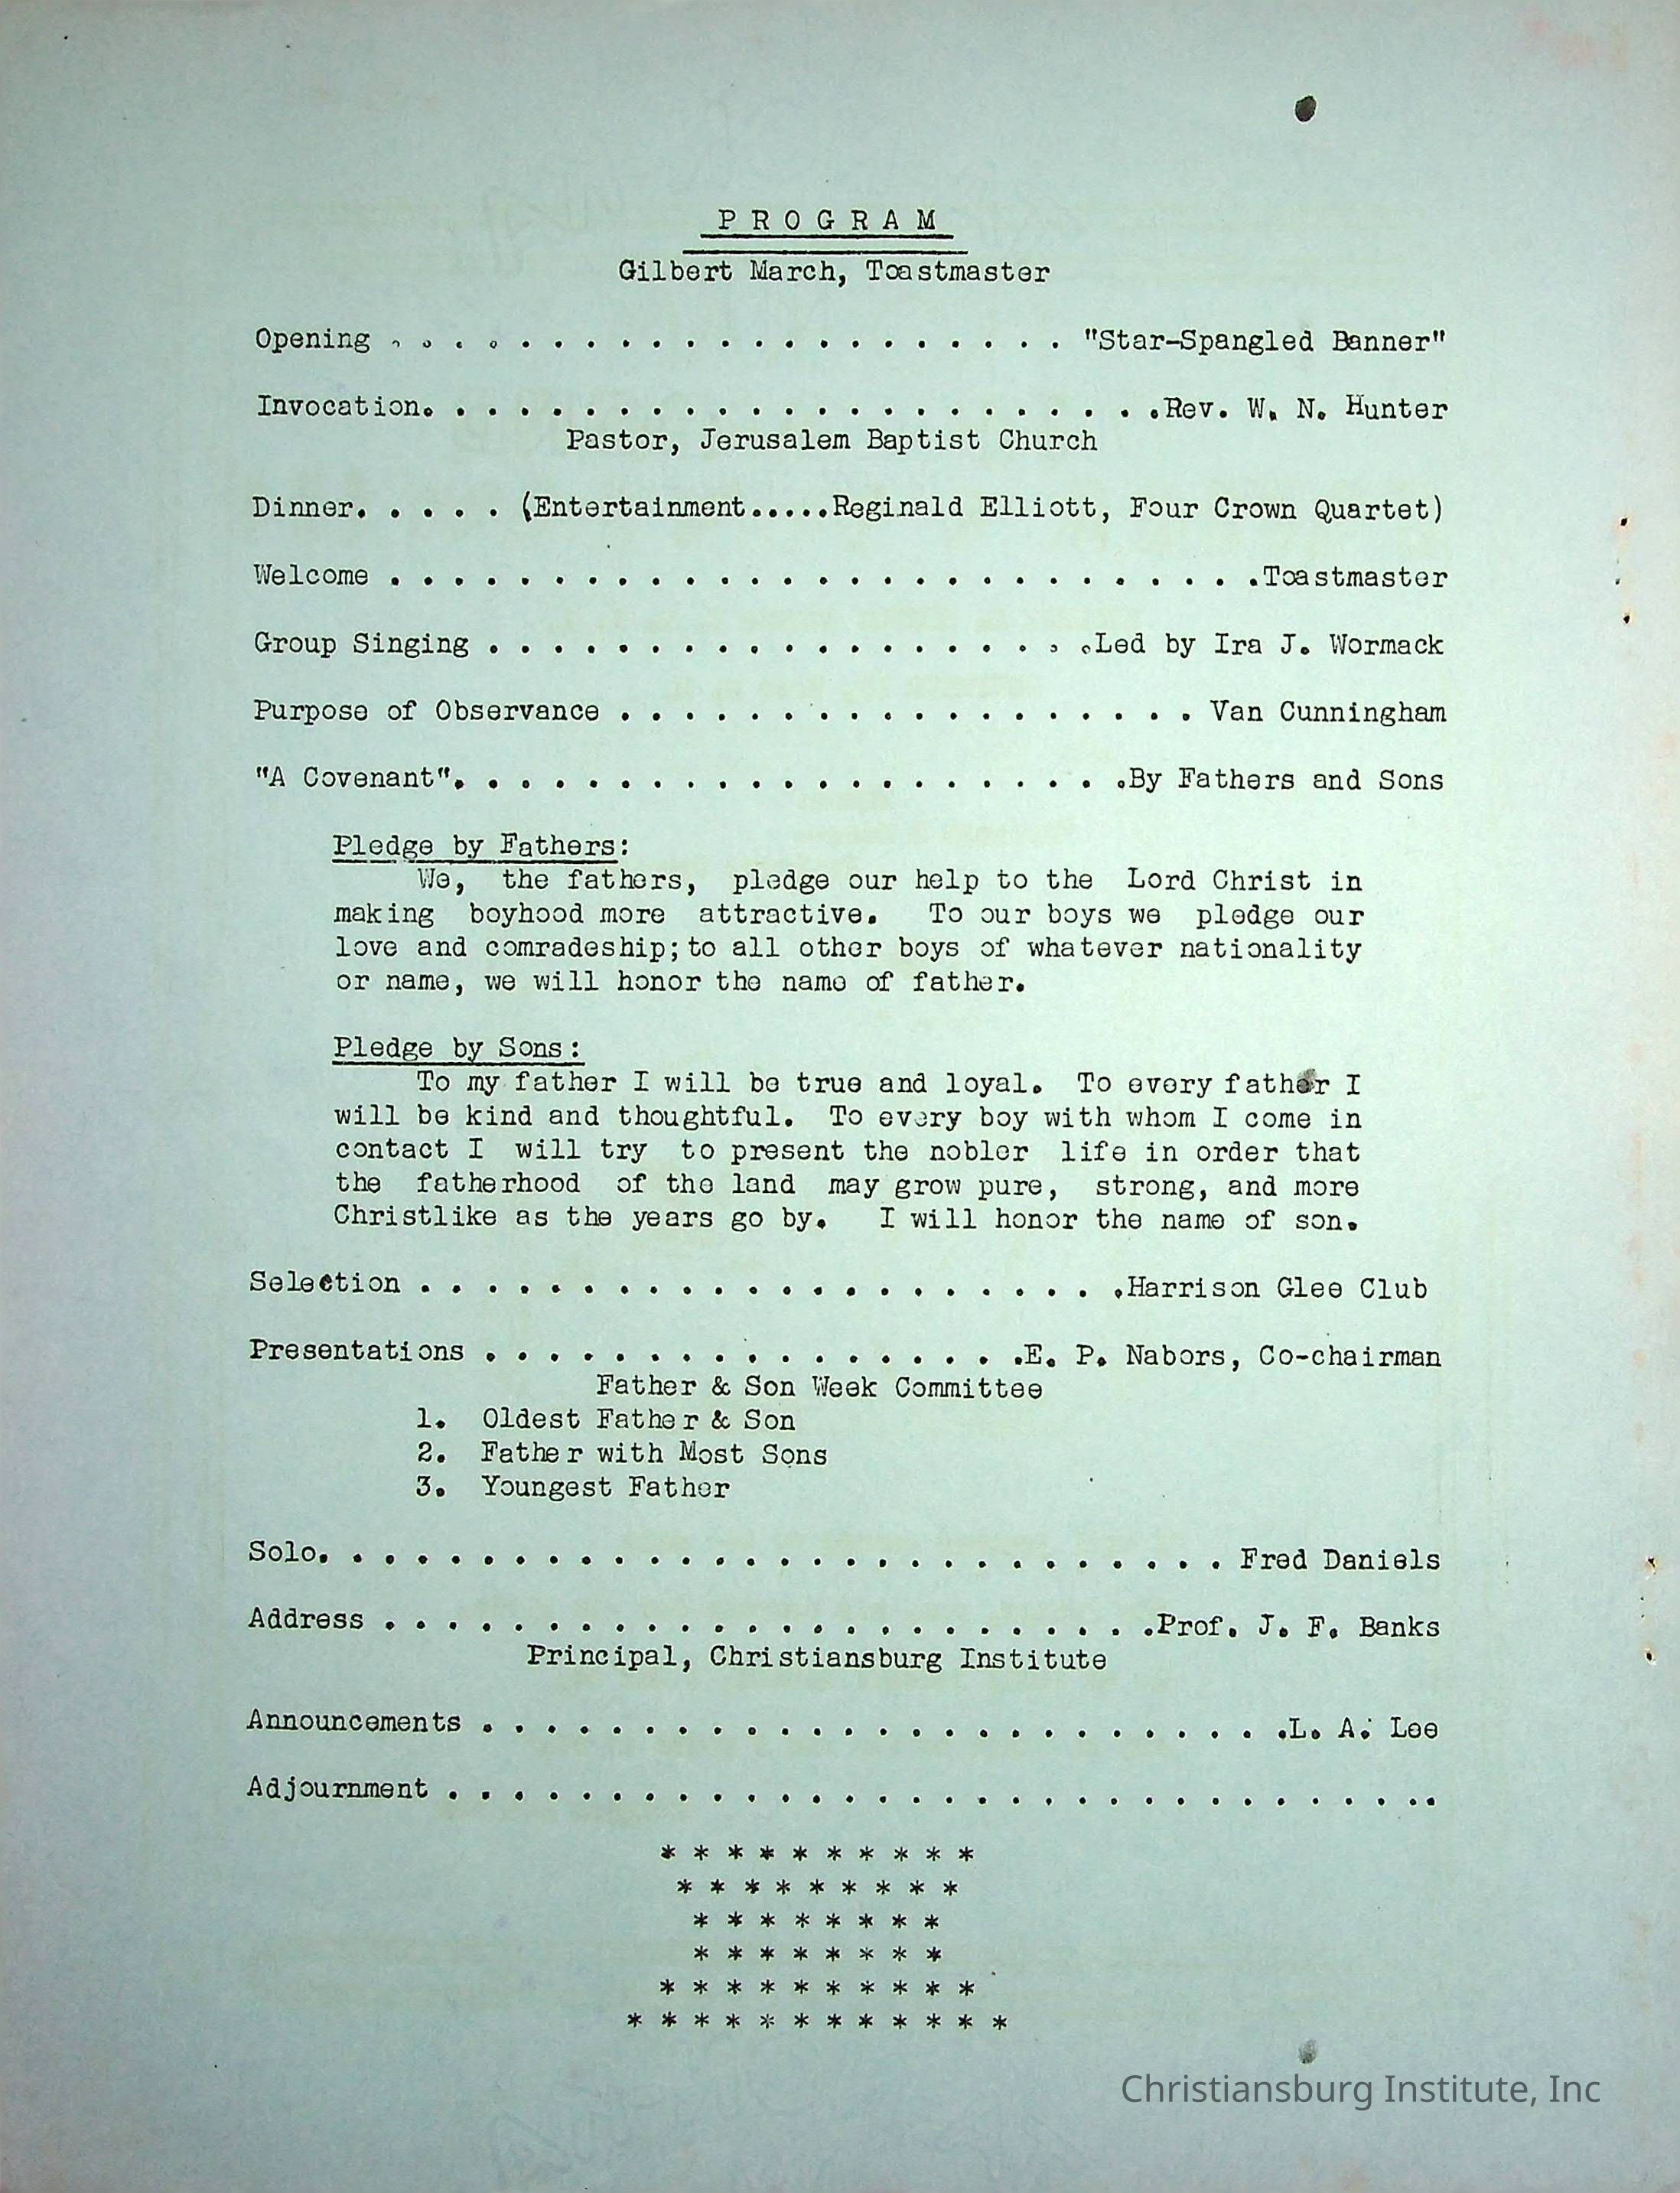 P R O G R A M
Gilbert March, Toastmaster
Opening . . . . . . . . . . . . . . . . . . . . . "Star-Spangled Banner"
Invocation. . . . . . . . . . . . . . . . . . . . . . .Rev. W. N. Hunter
Pastor, Jerusalem Baptist Church
Dinner. . . . . (Entertainment.....Reginald Elliott, Four Crown Quartet)
Welcome . . . . . . . . . . . . . . . . . . . . . . . . . . .Toastmaster
Group Singing . . . . . . . . . . . . . . . . . . .Led by Ira J. Wormack
Purpose of Observance . . . . . . . . . . . . . . . . . . Van Cunningham
"A Covenant". . . . . . . . . . . . . . . . . . . . .By Fathers and Sons
Pledge by Fathers:
We, the fathers, pledge our help to the Lord Christ in
making boyhood more attractive. To our boys we pledge our
love and comradeship; to all other boys of whatever nationality
or name, we will honor the name of father.
Pledge by Sons:
To my father I will be true and loyal. To every father I
will be kind and thoughtful. To every boy with whom I come in
contact I will try to present the nobler life in order that
the fatherhood of the land may grow pure, strong, and more
Christlike as the years go by. I will honor the name of son.
Selection . . . . . . . . . . . . . . . . . . . . . .Harrison Glee Club
Presentations . . . . . . . . . . . . . . . . .E. P. Nabors, Co-chairman
Father & Son Week Committee
1. Oldest Father & Son
2. Father with Most Sons
3. Youngest Father
Solo. . . . . . . . . . . . . . . . . . . . . . . . . . . . Fred Daniels
Address . . . . . . . . . . . . . . . . . . . . . . . .Prof. J. F. Banks
Principal, Christiansburg Institute
Announcements . . . . . . . . . . . . . . . . . . . . . . . . .L. A. Lee
Adjournment . . . . . . . . . . . . . . . . . . . . . . . . . . . . . ..
* * * * * * * * * *
* * * * * * * * *
* * * * * * * *
* * * * * * * *
* * * * * * * * * *
* * * * * * * * * * * *
Christiansburg Institute, Inc